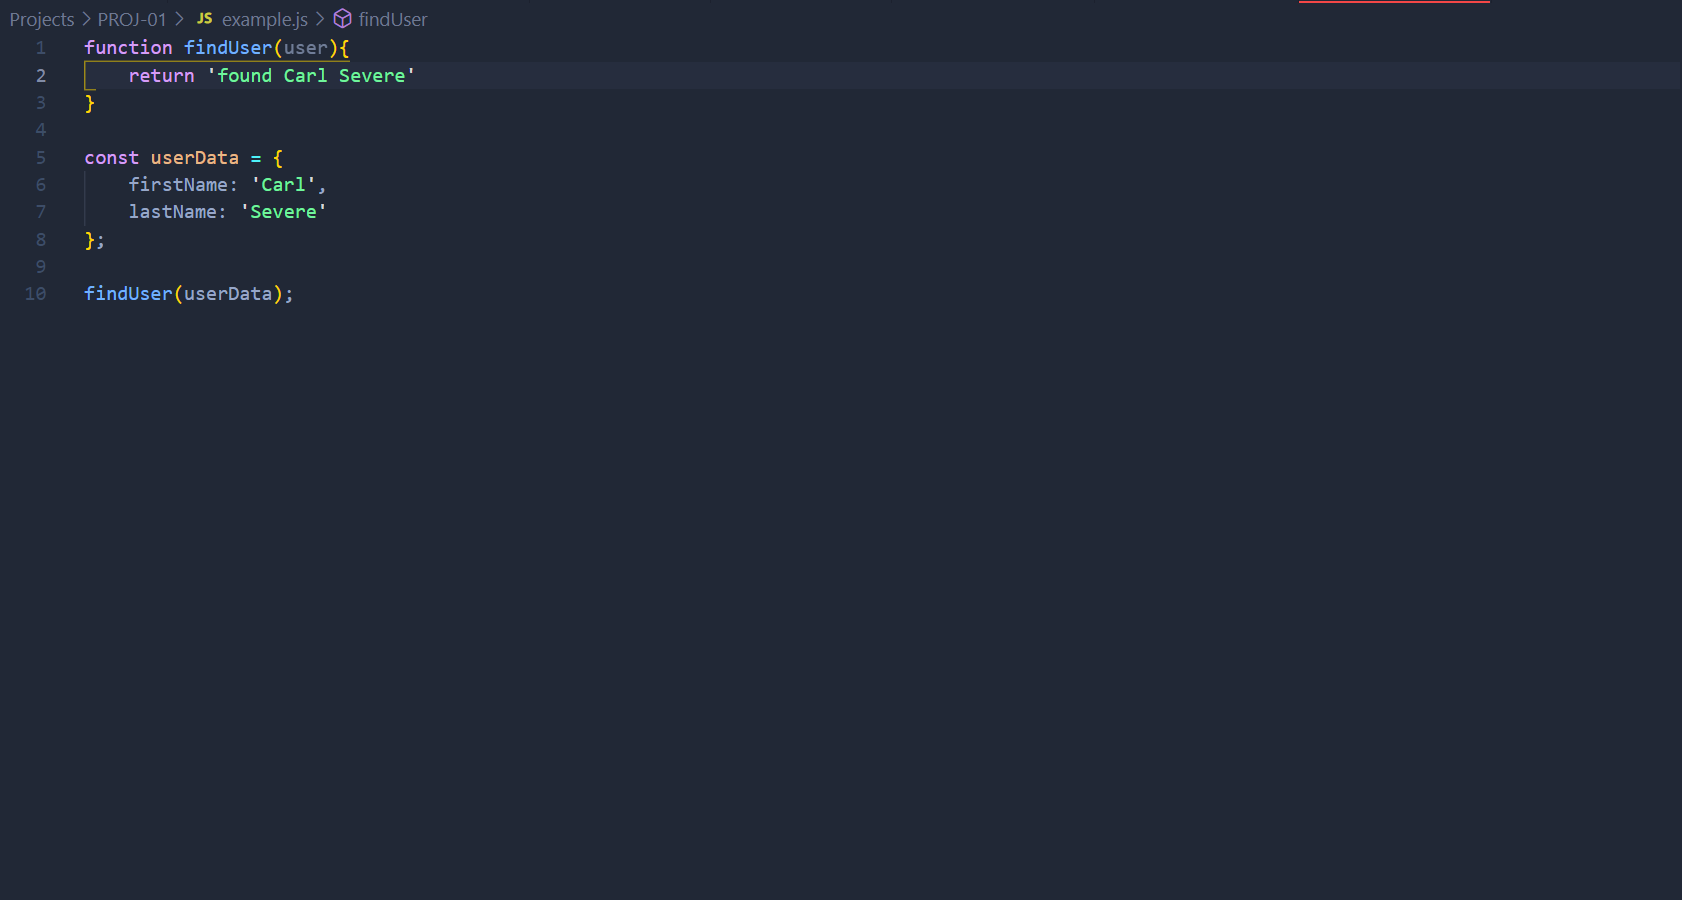 Projects > PROJ-01 > JS example.js > findUser
1 function findUser(user){
2     return 'found Carl Severe'
3 }
4
5 const userData = {
6     firstName: 'Carl',
7     lastName: 'Severe'
8 };
9
10 findUser(userData);